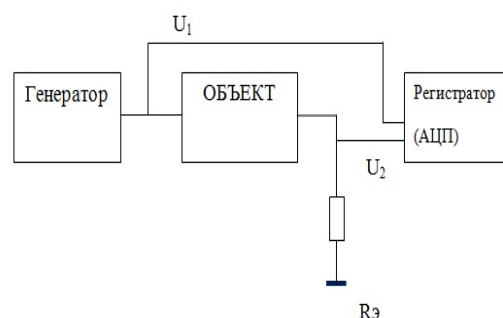 U1
Генератор
ОБЪЕКТ
Регистратор
(АЦП)
U2
Rэ